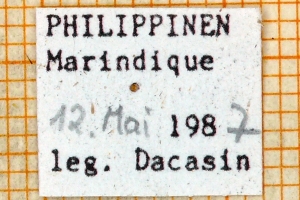 PHILIPPINEN
Marindique
12. Mai 1987
leg. Dacasin